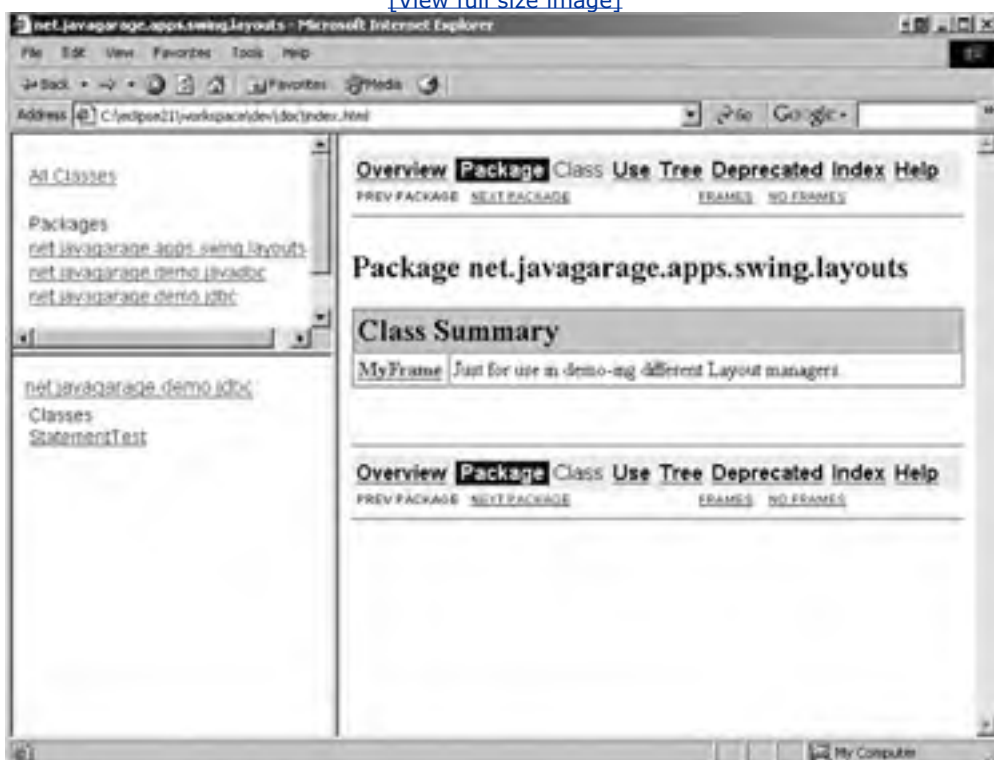 [View full size image]
net.javagarage.apps.swing.layouts - Microsoft Internet Explorer
File Edit View Favorites Tools Help
Back Favorites Media
Address C:\eclipse21\workspace\dev\doc\index.html Go Google
All Classes
Packages
net.javagarage.apps.swing.layouts
net.javagarage.demo.javadoc
net.javagarage.demo.jdbc
net.javagarage.demo.jdbc
Classes
StatementTest
Overview Package Class Use Tree Deprecated Index Help
PREV PACKAGE NEXT PACKAGE FRAMES NO FRAMES
Package net.javagarage.apps.swing.layouts
Class Summary
MyFrame Just for use in demo-ing different Layout managers.
Overview Package Class Use Tree Deprecated Index Help
PREV PACKAGE NEXT PACKAGE FRAMES NO FRAMES
My Computer